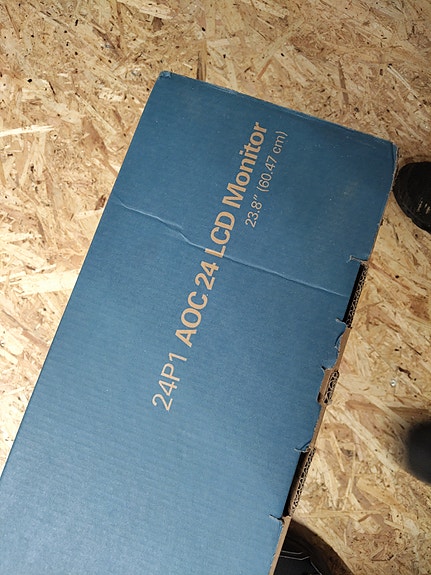 24P1 AOC 24 LCD Monitor
23.8" (60.47 cm)